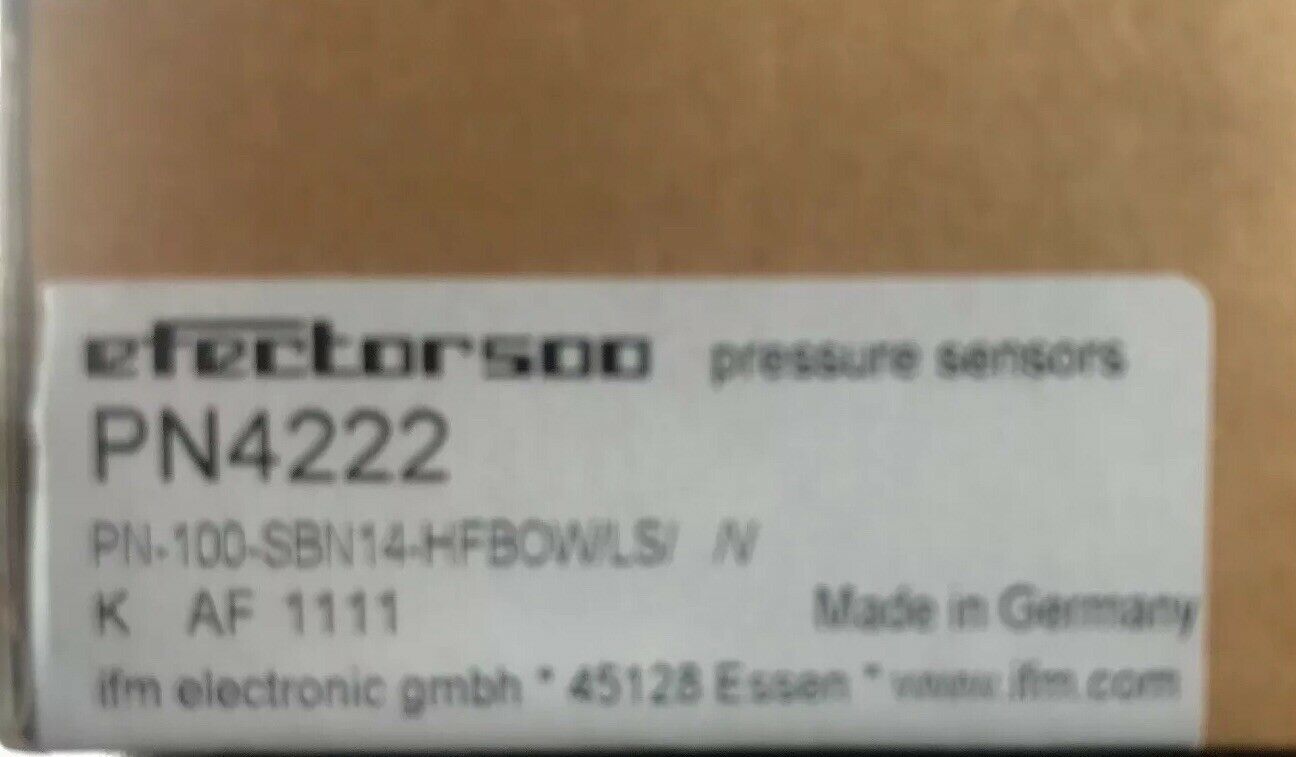 efector500 pressure sensors
PN4222
PN-100-SBN14-HFBOW/LS/ /V
K AF 1111 Made in Germany
ifm electronic gmbh * 45128 Essen * www.ifm.com